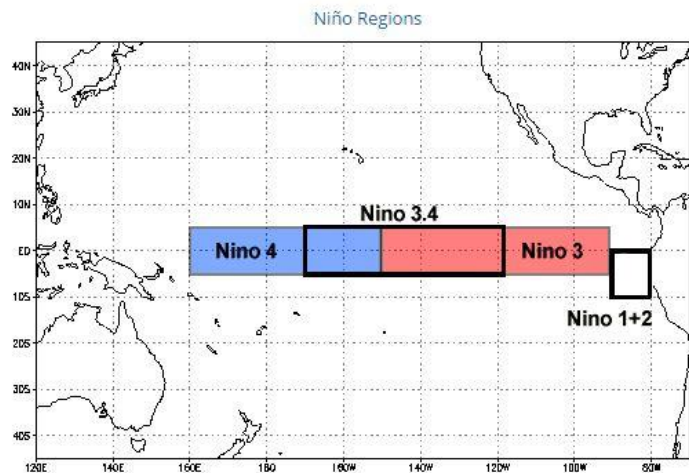 Niño Regions
40N
30N
20N
10N
Nino 3.4
EQ
Nino 4
Nino 3
10S
Nino 1+2
20S
30S
40S
120E
140E
160E
180
160W
140W
120W
100W
80W